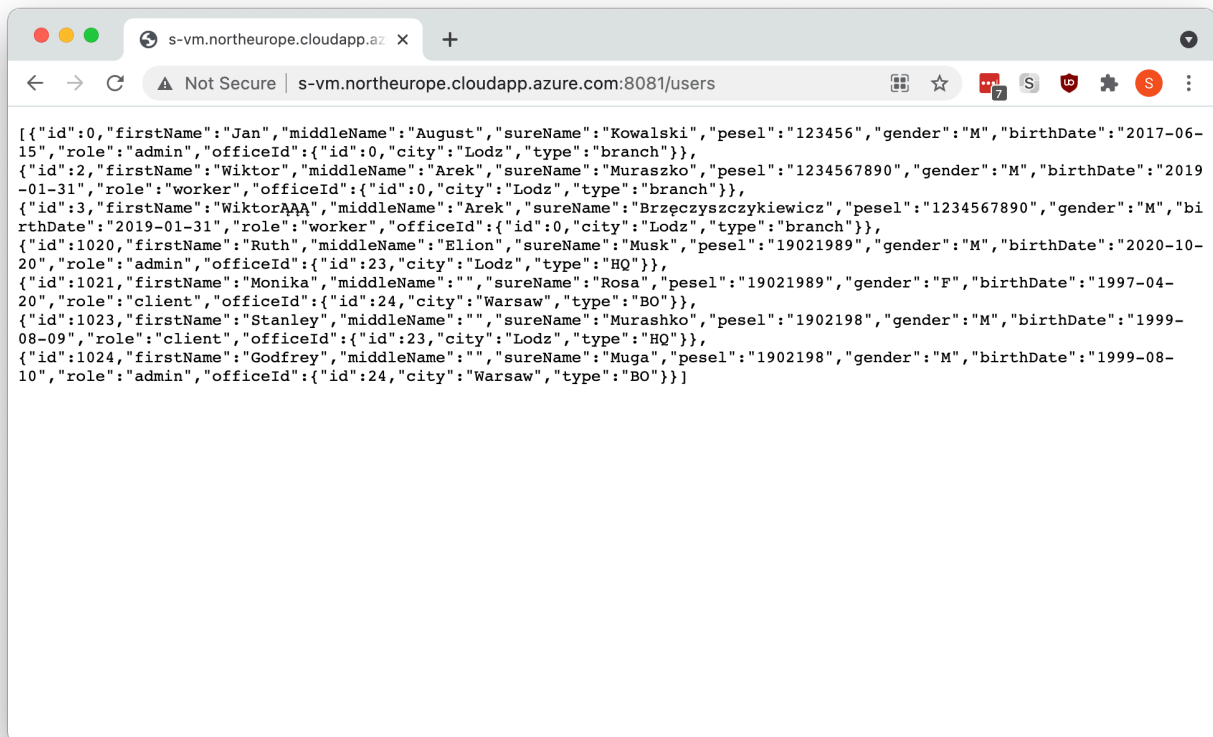 s-vm.northeurope.cloudapp.az
Not Secure | s-vm.northeurope.cloudapp.azure.com:8081/users
7
S
S
[{"id":0,"firstName":"Jan","middleName":"August","sureName":"Kowalski","pesel":"123456","gender":"M","birthDate":"2017-06-
15","role":"admin","officeId":{"id":0,"city":"Lodz","type":"branch"}},
{"id":2,"firstName":"Wiktor","middleName":"Arek","sureName":"Muraszko","pesel":"1234567890","gender":"M","birthDate":"2019
-01-31","role":"worker","officeId":{"id":0,"city":"Lodz","type":"branch"}},
{"id":3,"firstName":"WiktorĄĄĄ","middleName":"Arek","sureName":"Brzęczyszczykiewicz","pesel":"1234567890","gender":"M","bi
rthDate":"2019-01-31","role":"worker","officeId":{"id":0,"city":"Lodz","type":"branch"}},
{"id":1020,"firstName":"Ruth","middleName":"Elion","sureName":"Musk","pesel":"19021989","gender":"M","birthDate":"2020-10-
20","role":"admin","officeId":{"id":23,"city":"Lodz","type":"HQ"}},
{"id":1021,"firstName":"Monika","middleName":"","sureName":"Rosa","pesel":"19021989","gender":"F","birthDate":"1997-04-
20","role":"client","officeId":{"id":24,"city":"Warsaw","type":"BO"}},
{"id":1023,"firstName":"Stanley","middleName":"","sureName":"Murashko","pesel":"1902198","gender":"M","birthDate":"1999-
08-09","role":"client","officeId":{"id":23,"city":"Lodz","type":"HQ"}},
{"id":1024,"firstName":"Godfrey","middleName":"","sureName":"Muga","pesel":"1902198","gender":"M","birthDate":"1999-08-
10","role":"admin","officeId":{"id":24,"city":"Warsaw","type":"BO"}}]